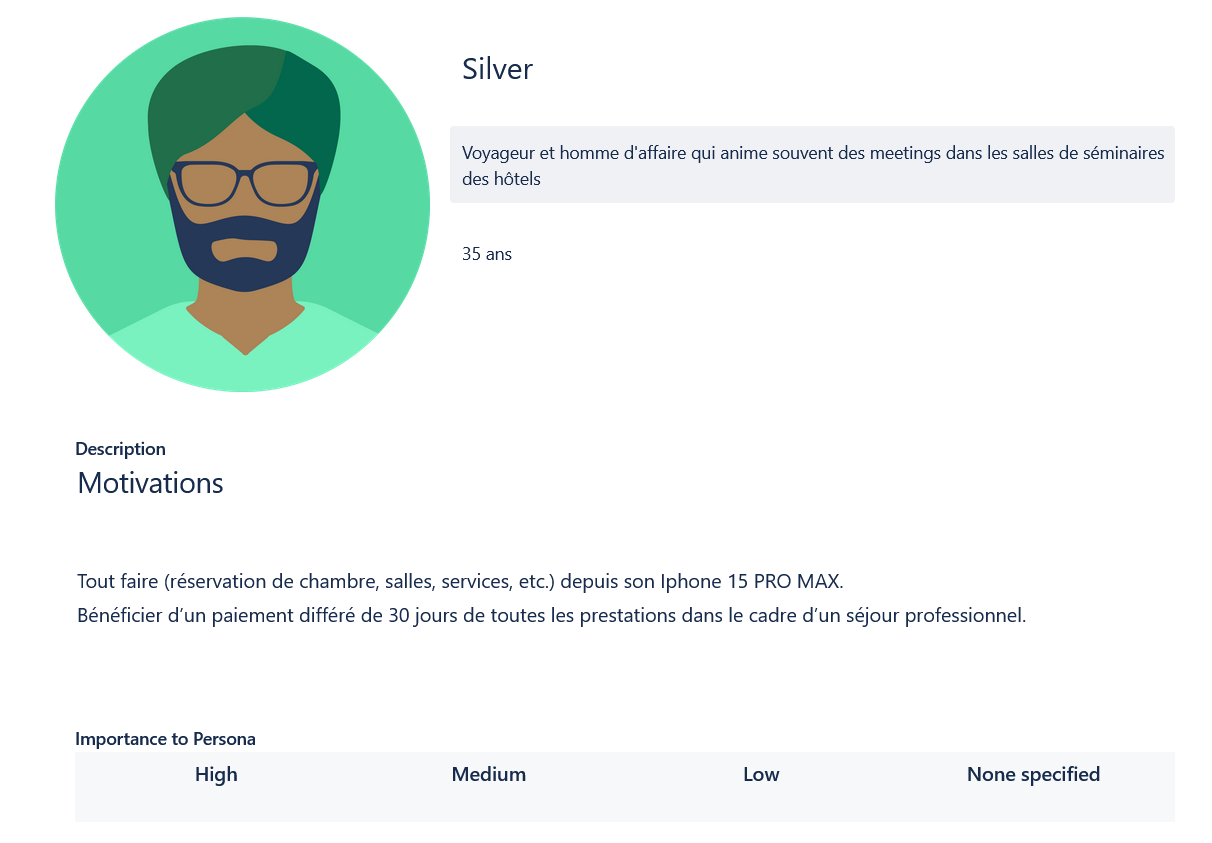 Silver
Voyageur et homme d'affaire qui anime souvent des meetings dans les salles de séminaires
des hôtels
35 ans
Description
Motivations
Tout faire (réservation de chambre, salles, services, etc.) depuis son Iphone 15 PRO MAX.
Bénéficier d’un paiement différé de 30 jours de toutes les prestations dans le cadre d’un séjour professionnel.
Importance to Persona
High Medium Low None specified